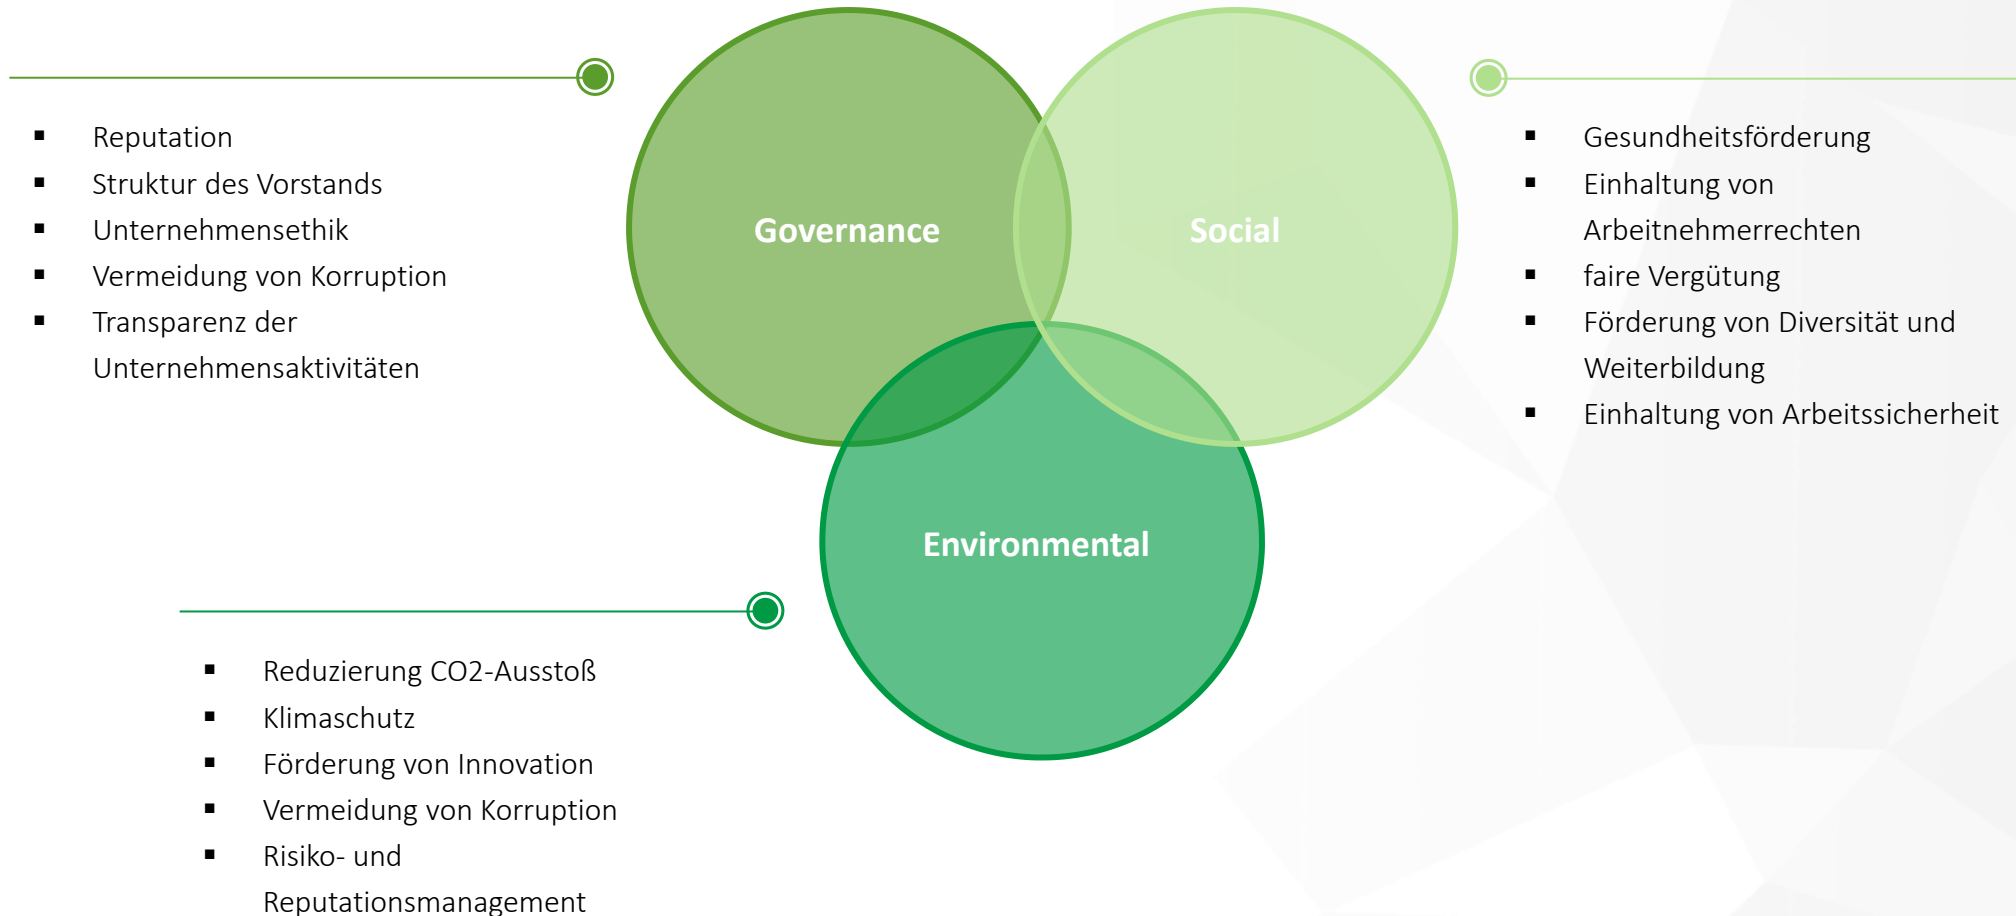 Governance
Social
Environmental
▪ Reputation
▪ Struktur des Vorstands
▪ Unternehmensethik
▪ Vermeidung von Korruption
▪ Transparenz der
Unternehmensaktivitäten
▪ Gesundheitsförderung
▪ Einhaltung von
Arbeitnehmerrechten
▪ faire Vergütung
▪ Förderung von Diversität und
Weiterbildung
▪ Einhaltung von Arbeitssicherheit
▪ Reduzierung CO2-Ausstoß
▪ Klimaschutz
▪ Förderung von Innovation
▪ Vermeidung von Korruption
▪ Risiko- und
Reputationsmanagement